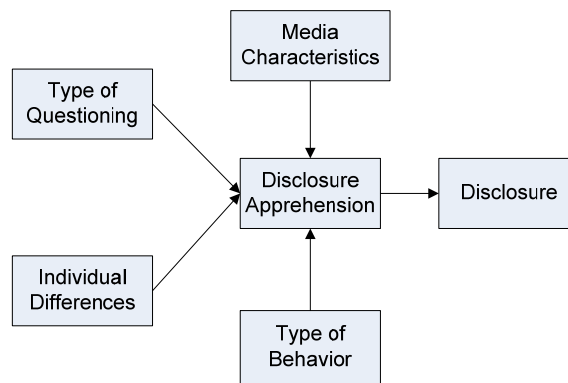 Media
Characteristics
Type of
Questioning
Disclosure
Apprehension
Disclosure
Individual
Differences
Type of
Behavior